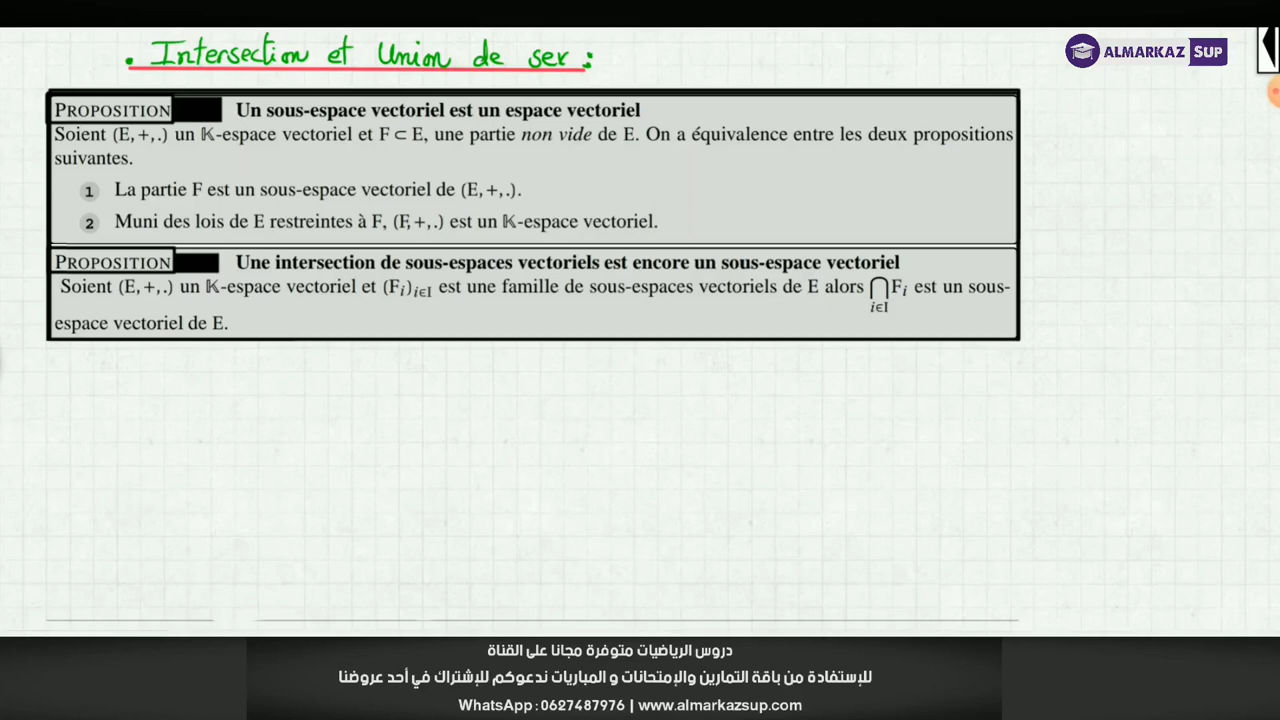 . Intersection et Union de sev :
ALMARKAZ SUP
PROPOSITION Un sous-espace vectoriel est un espace vectoriel
Soient (E,+,.) un 𝕂-espace vectoriel et F ⊂ E, une partie non vide de E. On a équivalence entre les deux propositions
suivantes.
1 La partie F est un sous-espace vectoriel de (E,+,.).
2 Muni des lois de E restreintes à F, (F,+,.) est un 𝕂-espace vectoriel.
PROPOSITION Une intersection de sous-espaces vectoriels est encore un sous-espace vectoriel
Soient (E,+,.) un 𝕂-espace vectoriel et (Fᵢ)ᵢ∈I est une famille de sous-espaces vectoriels de E alors ⋂ Fᵢ est un sous-
i∈I
espace vectoriel de E.
دروس الرياضيات متوفرة مجانا على القناة
للإستفادة من باقة التمارين والإمتحانات و المباريات ندعوكم للإشتراك في أحد عروضنا
WhatsApp : 0627487976 | www.almarkazsup.com